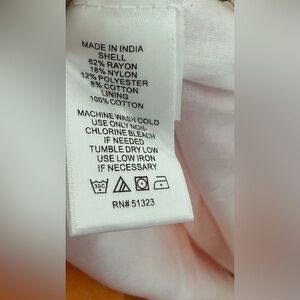 MADE IN INDIA
SHELL
62% RAYON
18% NYLON
12% POLYESTER
8% COTTON
LINING
100% COTTON
MACHINE WASH COLD
USE ONLY NON-
CHLORINE BLEACH
IF NEEDED
TUMBLE DRY LOW
USE LOW IRON
IF NECESSARY
30C
RN# 51323